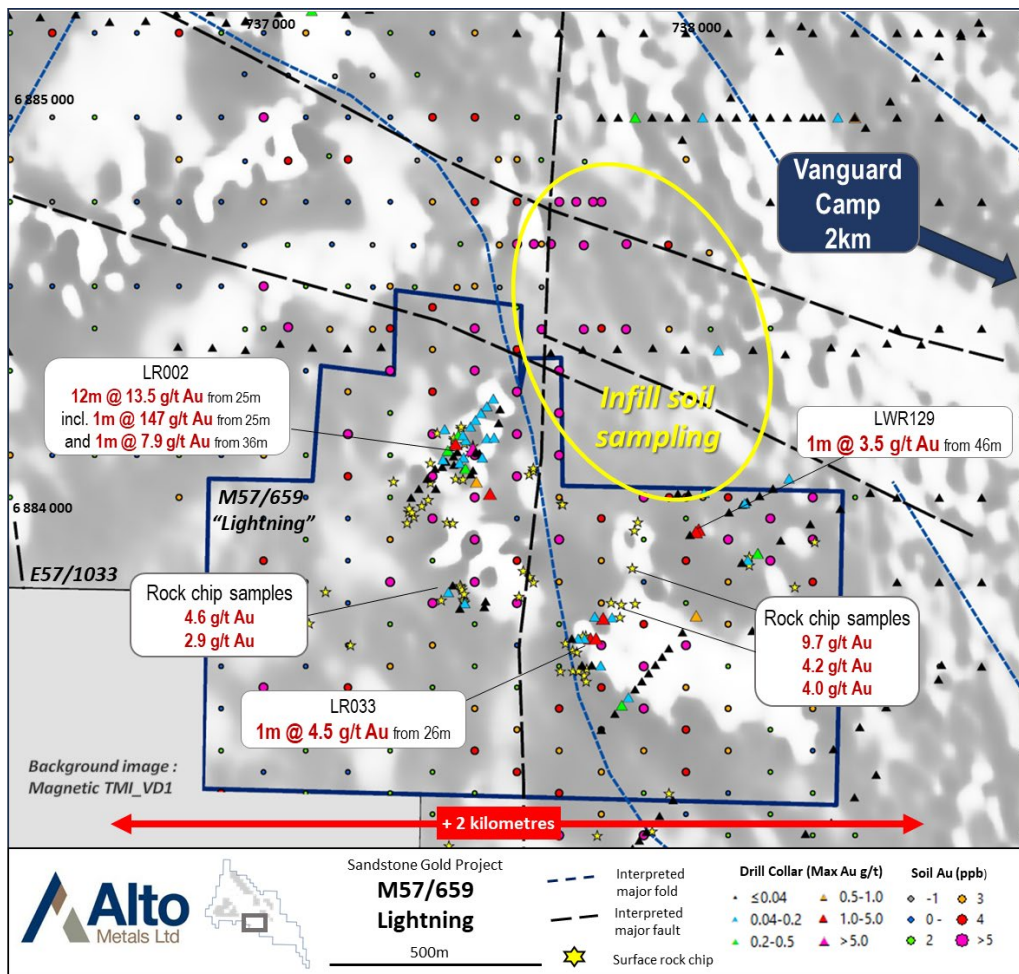 737 000
738 000
6 885 000
Vanguard
Camp
2km
LR002
12m @ 13.5 g/t Au from 25m
incl. 1m @ 147 g/t Au from 25m
and 1m @ 7.9 g/t Au from 36m
Infill soil
sampling
LWR129
1m @ 3.5 g/t Au from 46m
M57/659
"Lightning"
6 884 000
E57/1033
Rock chip samples
4.6 g/t Au
2.9 g/t Au
Rock chip samples
9.7 g/t Au
4.2 g/t Au
4.0 g/t Au
LR033
1m @ 4.5 g/t Au from 26m
Background image :
Magnetic TMI_VD1
+ 2 kilometres
Alto
Metals Ltd
Sandstone Gold Project
M57/659
Lightning
500m
Interpreted
major fold
Interpreted
major fault
Surface rock chip
Drill Collar (Max Au g/t)
≤0.04
0.04-0.2
0.2-0.5
0.5-1.0
1.0-5.0
>5.0
Soil Au (ppb)
-1
0 -
2
3
4
>5